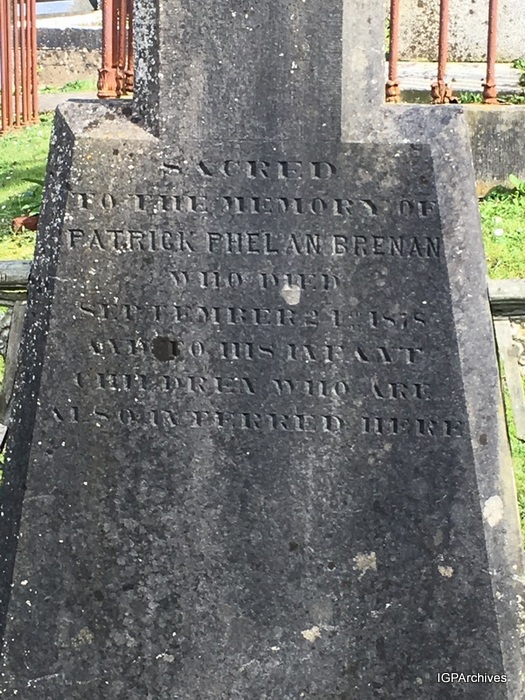 SACRED
TO THE MEMORY OF
PATRICK PHELAN BRENAN
WHO DIED
SEPTEMBER 21st 1878
AND TO HIS INFANT
CHILDREN WHO ARE
ALSO INTERRED HERE
IGPArchives